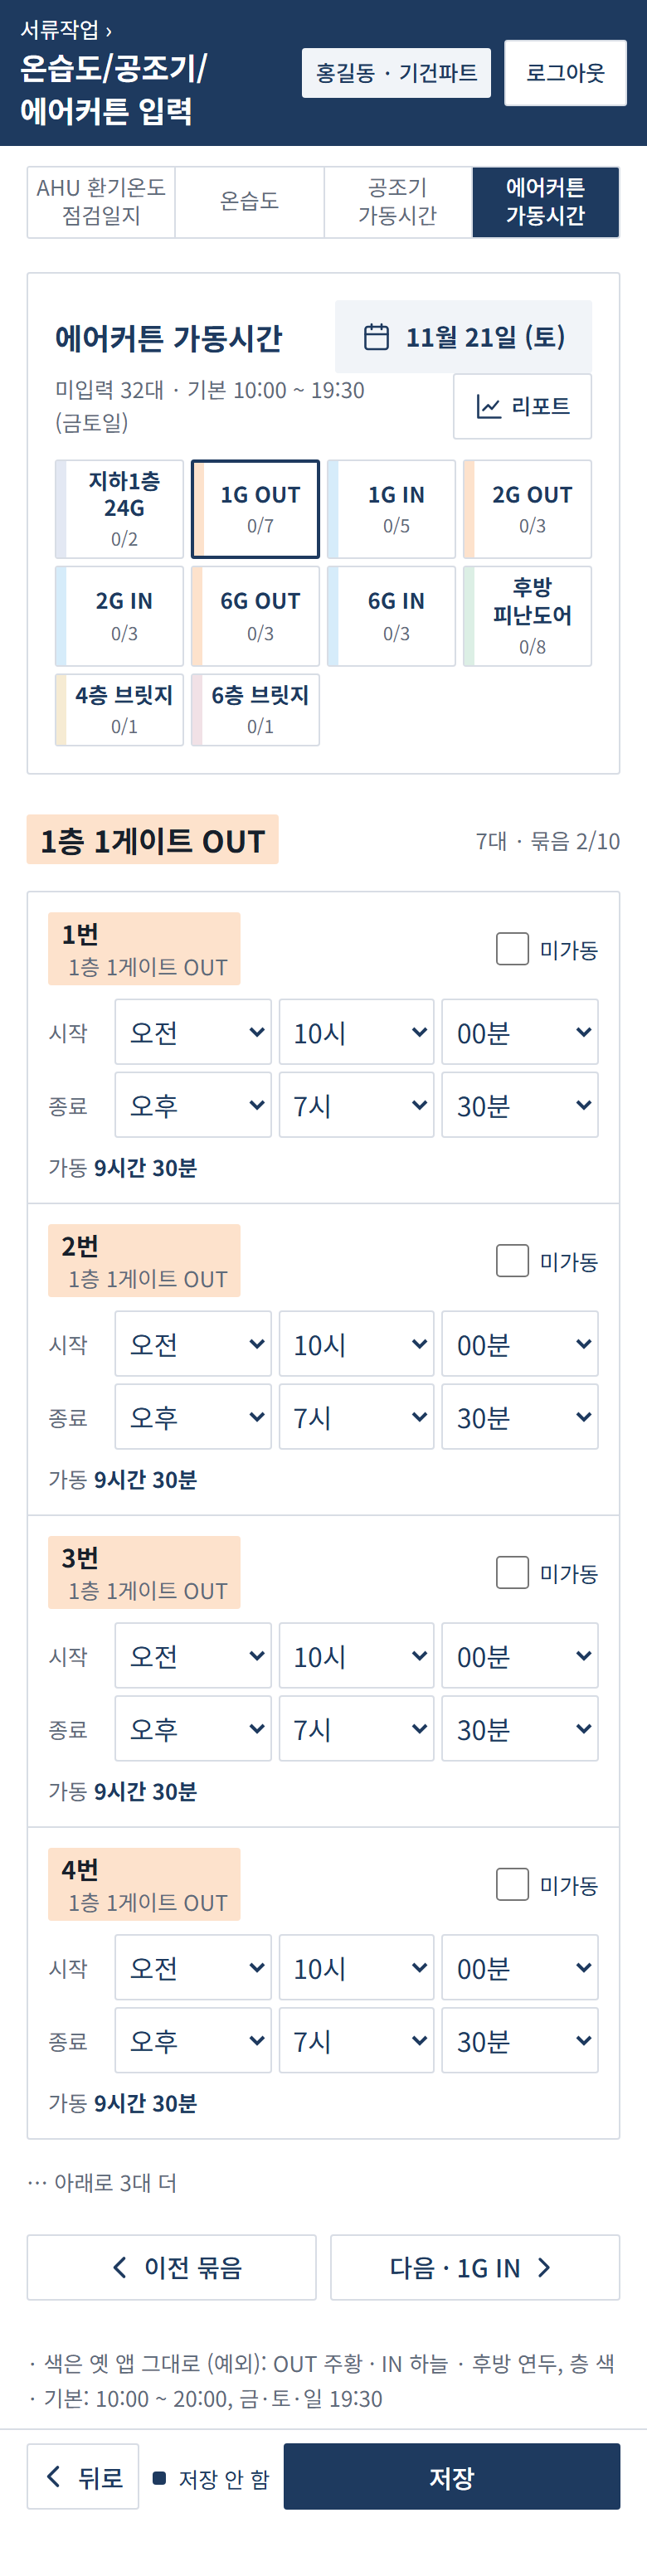 서류작업 ›
온습도/공조기/
에어커튼 입력
홍길동 · 기건파트
로그아웃
AHU 환기온도
점검일지
온습도
공조기
가동시간
에어커튼
가동시간
에어커튼 가동시간
11월 21일 (토)
미입력 32대 · 기본 10:00 ~ 19:30
(금토일)
리포트
지하1층
24G
0/2
1G OUT
0/7
1G IN
0/5
2G OUT
0/3
2G IN
0/3
6G OUT
0/3
6G IN
0/3
후방
피난도어
0/8
4층 브릿지
0/1
6층 브릿지
0/1
1층 1게이트 OUT
7대 · 묶음 2/10
1번
1층 1게이트 OUT
미가동
시작 오전 10시 00분
종료 오후 7시 30분
가동 9시간 30분
2번
1층 1게이트 OUT
미가동
시작 오전 10시 00분
종료 오후 7시 30분
가동 9시간 30분
3번
1층 1게이트 OUT
미가동
시작 오전 10시 00분
종료 오후 7시 30분
가동 9시간 30분
4번
1층 1게이트 OUT
미가동
시작 오전 10시 00분
종료 오후 7시 30분
가동 9시간 30분
… 아래로 3대 더
이전 묶음
다음 · 1G IN
· 색은 옛 앱 그대로 (예외): OUT 주황 · IN 하늘 · 후방 연두, 층 색
· 기본: 10:00 ~ 20:00, 금·토·일 19:30
뒤로
저장 안 함
저장